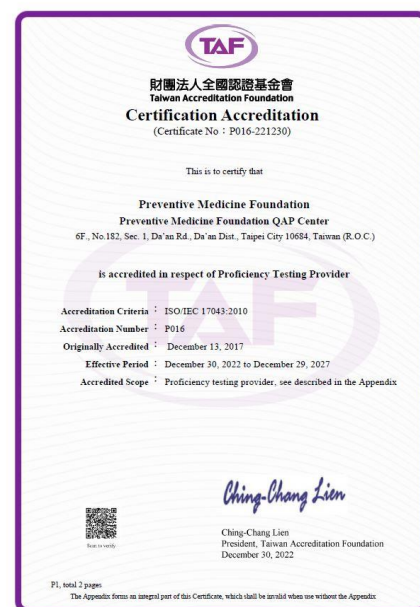 TAF
財團法人全國認證基金會
Taiwan Accreditation Foundation
Certification Accreditation
(Certificate No : P016-221230)
This is to certify that
Preventive Medicine Foundation
Preventive Medicine Foundation QAP Center
6F., No.182, Sec. 1, Da'an Rd., Da'an Dist., Taipei City 10684, Taiwan (R.O.C.)
is accredited in respect of Proficiency Testing Provider
TAF
Accreditation Criteria : ISO/IEC 17043:2010
Accreditation Number : P016
Originally Accredited : December 13, 2017
Effective Period : December 30, 2022 to December 29, 2027
Accredited Scope : Proficiency testing provider, see described in the Appendix
Ching-Chang Lien
Scan to verify
Ching-Chang Lien
President, Taiwan Accreditation Foundation
December 30, 2022
P1, total 2 pages
The Appendix forms an integral part of this Certificate, which shall be invalid when use without the Appendix